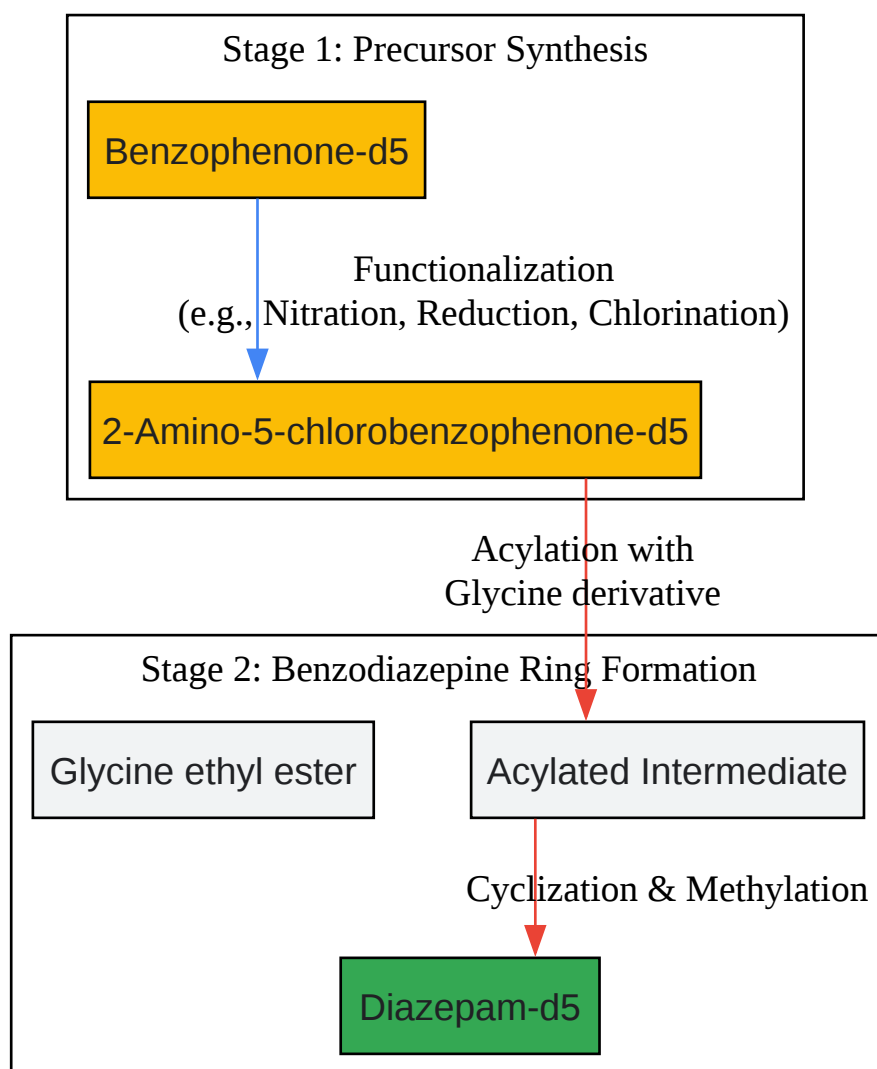 Stage 1: Precursor Synthesis
Benzophenone-d5
Functionalization
(e.g., Nitration, Reduction, Chlorination)
2-Amino-5-chlorobenzophenone-d5
Acylation with
Glycine derivative
Stage 2: Benzodiazepine Ring Formation
Glycine ethyl ester
Acylated Intermediate
Cyclization & Methylation
Diazepam-d5